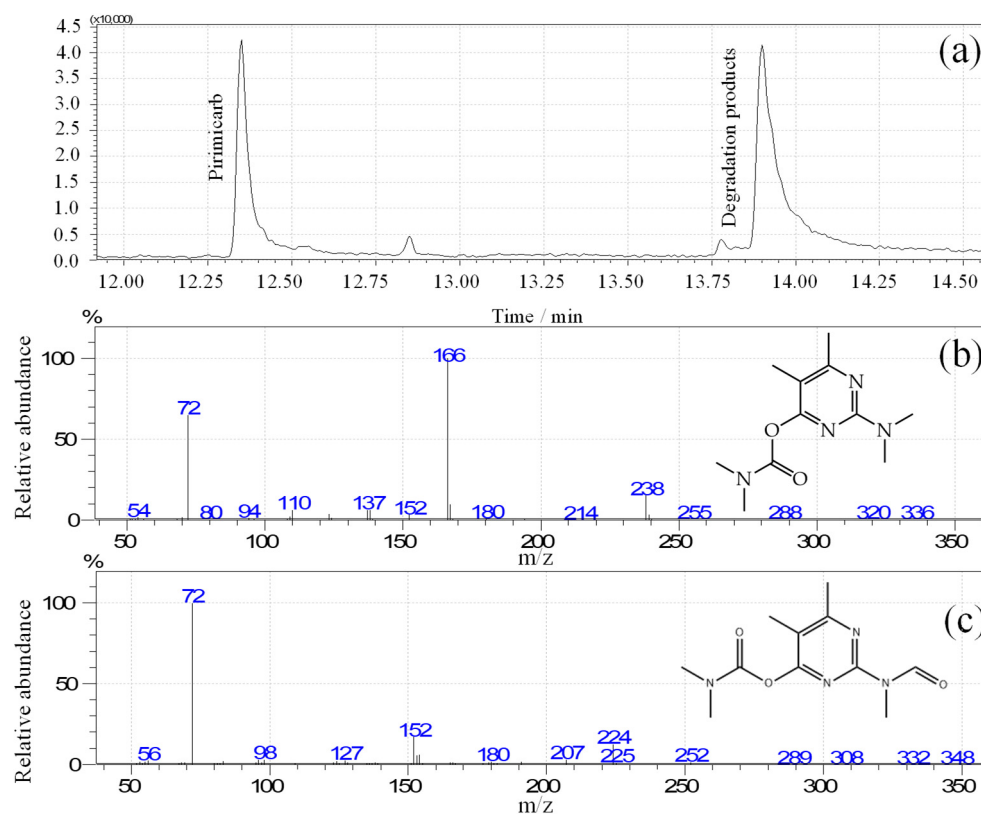 (x10,000)
4.5
4.0
3.5
3.0
2.5
2.0
1.5
1.0
0.5
0.0
Pirimicarb
Degradation products
(a)
12.00 12.25 12.50 12.75 13.00 13.25 13.50 13.75 14.00 14.25 14.50
Time / min
%
Relative abundance
100
50
0
54 72 80 94 110 137 152 166 180 214 238 255 288 320 336
(b)
N
N
N
O
O
N
50 100 150 200 250 300 350
m/z
Relative abundance
100
50
0
56 72 98 127 152 180 207 224 225 252 289 308 332 348
(c)
O
N
O
N
N
N
O
50 100 150 200 250 300 350
m/z